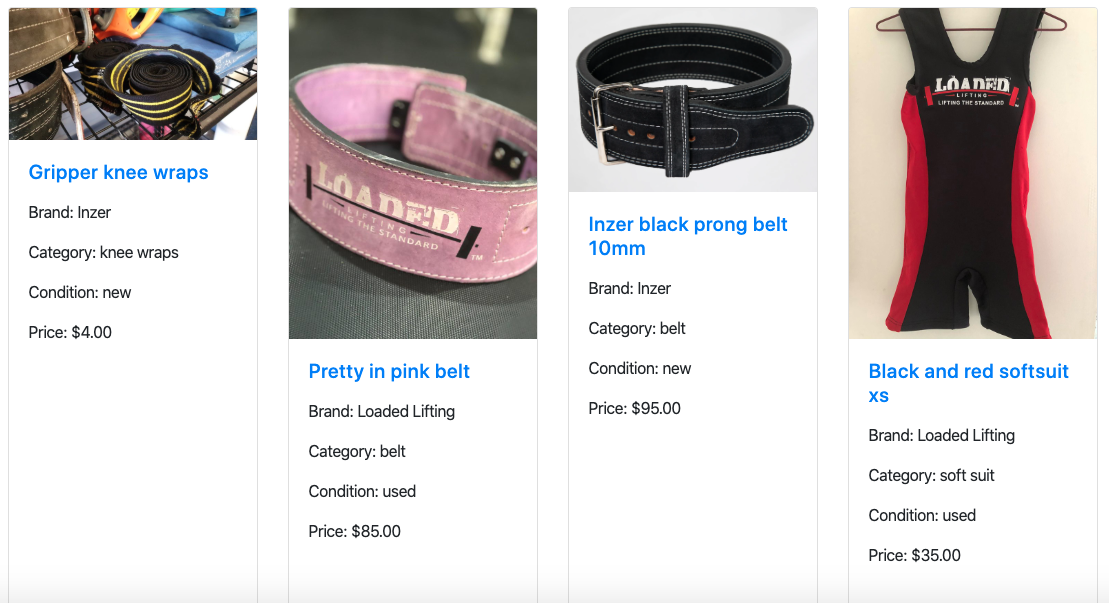 Gripper knee wraps
Brand: Inzer
Category: knee wraps
Condition: new
Price: $4.00
LOADED
LIFTING
LIFTING THE STANDARD
TM
Pretty in pink belt
Brand: Loaded Lifting
Category: belt
Condition: used
Price: $85.00
Inzer black prong belt
10mm
Brand: Inzer
Category: belt
Condition: new
Price: $95.00
LOADED
LIFTING
LIFTING THE STANDARD
Black and red softsuit
xs
Brand: Loaded Lifting
Category: soft suit
Condition: used
Price: $35.00